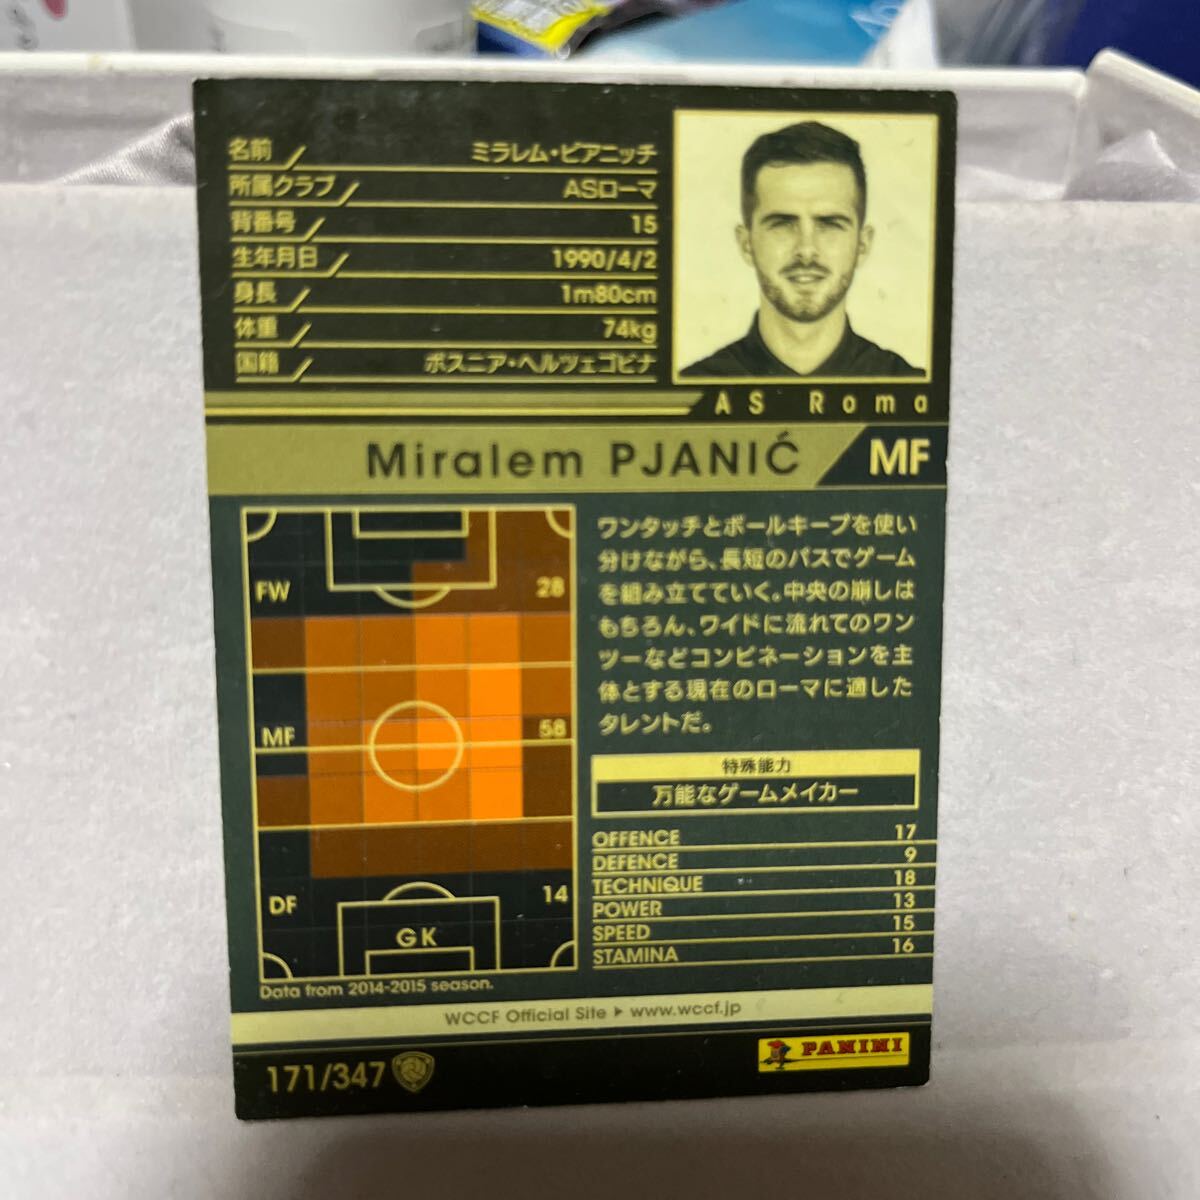 名前 ミラレム・ピアニッチ
所属クラブ ASローマ
背番号 15
生年月日 1990/4/2
身長 1m80cm
体重 74kg
国籍 ボスニア・ヘルツェゴビナ
AS Roma
Miralem PJANIĆ MF
FW 28
MF 58
DF 14
GK
Data from 2014-2015 season.
ワンタッチとボールキープを使い
分けながら、長短のパスでゲーム
を組み立てていく。中央の崩しは
もちろん、ワイドに流れてのワン
ツーなどコンビネーションを主
体とする現在のローマに適した
タレントだ。
特殊能力
万能なゲームメイカー
OFFENCE 17
DEFENCE 9
TECHNIQUE 18
POWER 13
SPEED 15
STAMINA 16
WCCF Official Site ▶ www.wccf.jp
171/347
PANINI